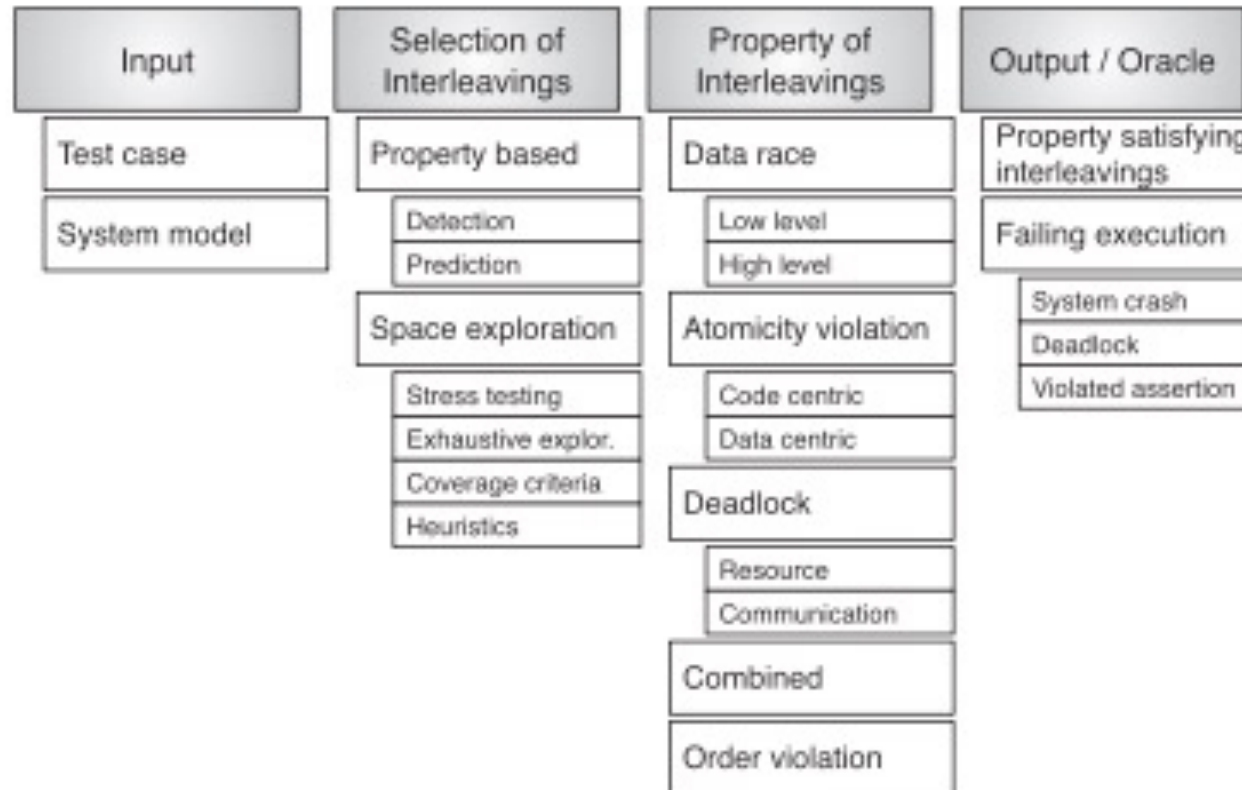 Input
Test case
System model
Selection of
Interleavings
Property based
Detection
Prediction
Space exploration
Stress testing
Exhaustive explor.
Coverage criteria
Heuristics
Property of
Interleavings
Data race
Low level
High level
Atomicity violation
Code centric
Data centric
Deadlock
Resource
Communication
Combined
Order violation
Output / Oracle
Property satisfying
interleavings
Failing execution
System crash
Deadlock
Violated assertion